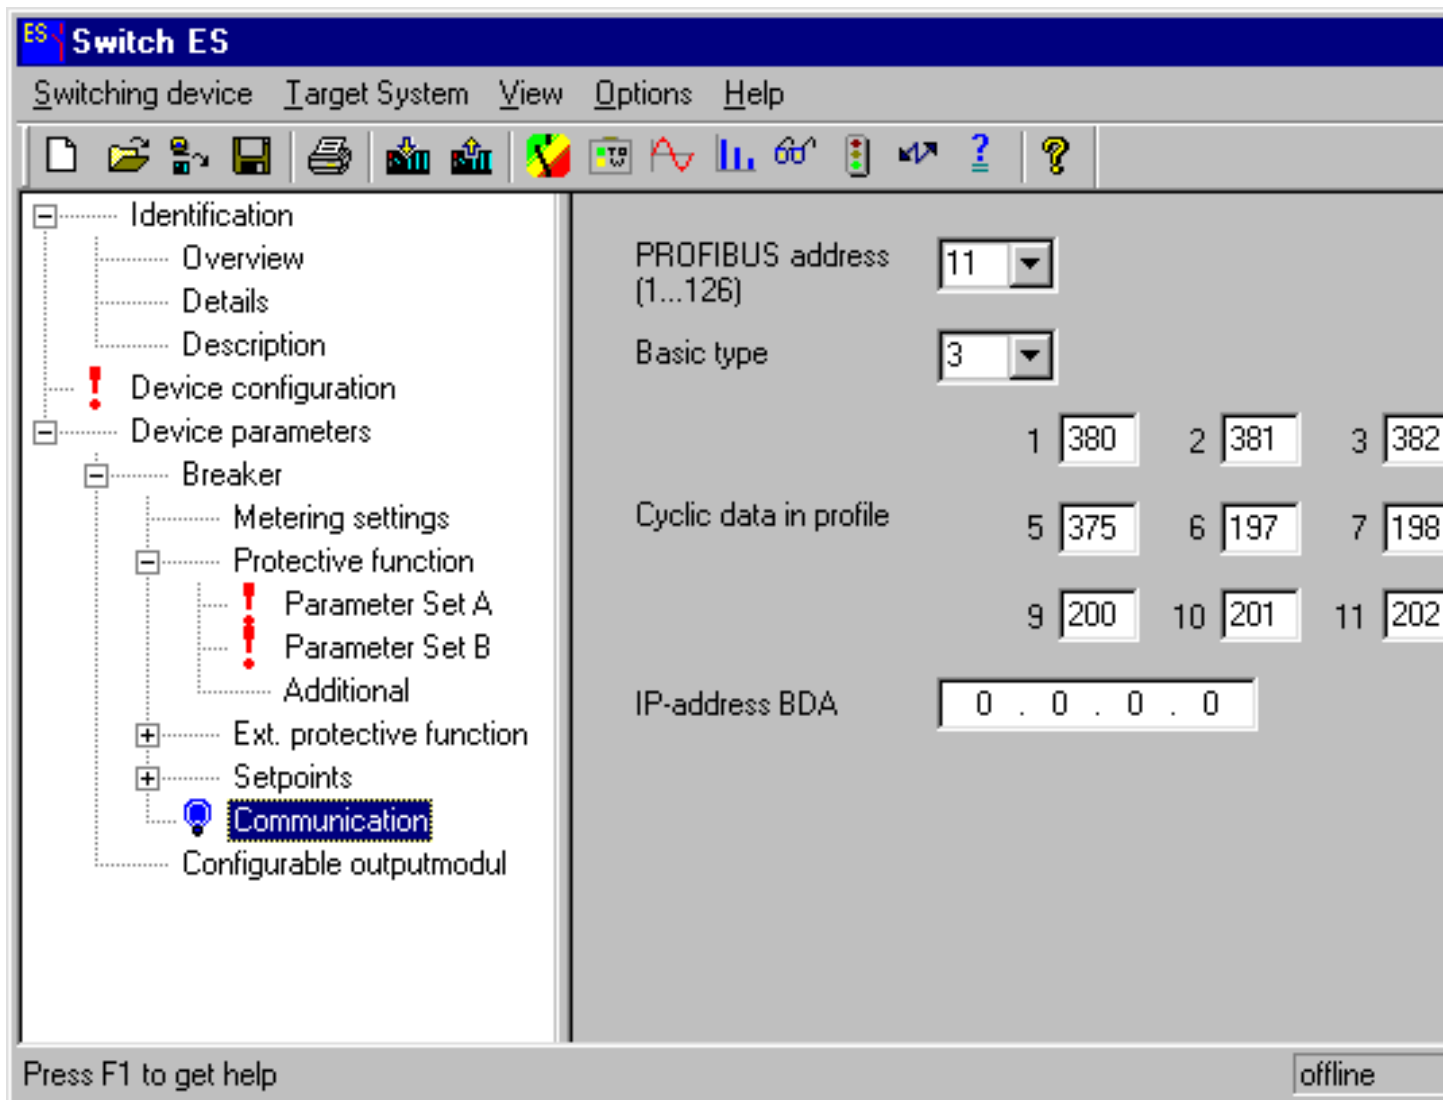 ES Switch ES
Switching device Target System View Options Help
Identification
Overview
Details
Description
Device configuration
Device parameters
Breaker
Metering settings
Protective function
Parameter Set A
Parameter Set B
Additional
Ext. protective function
Setpoints
Communication
Configurable outputmodul
PROFIBUS address 11
(1...126)
Basic type 3
1 380 2 381 3 382
Cyclic data in profile 5 375 6 197 7 198
9 200 10 201 11 202
IP-address BDA 0 . 0 . 0 . 0
Press F1 to get help offline